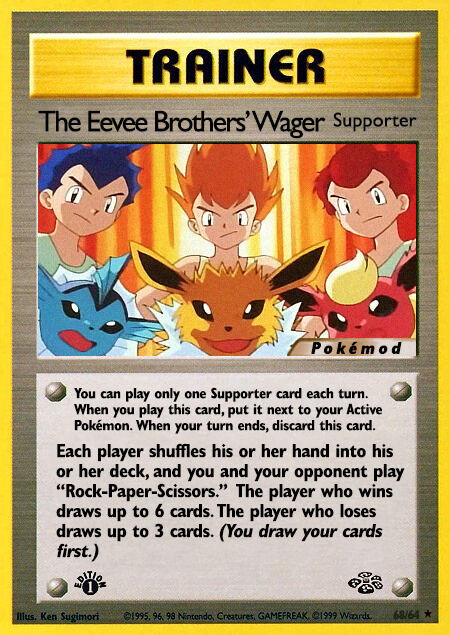 TRAINER
The Eevee Brothers' Wager Supporter
Pokémod
You can play only one Supporter card each turn.
When you play this card, put it next to your Active
Pokémon. When your turn ends, discard this card.
Each player shuffles his or her hand into his
or her deck, and you and your opponent play
“Rock-Paper-Scissors.” The player who wins
draws up to 6 cards. The player who loses
draws up to 3 cards. (You draw your cards
first.)
EDITION
1
Illus. Ken Sugimori ©1995, 96, 98 Nintendo, Creatures, GAMEFREAK. ©1999 Wizards. 68/64 ★